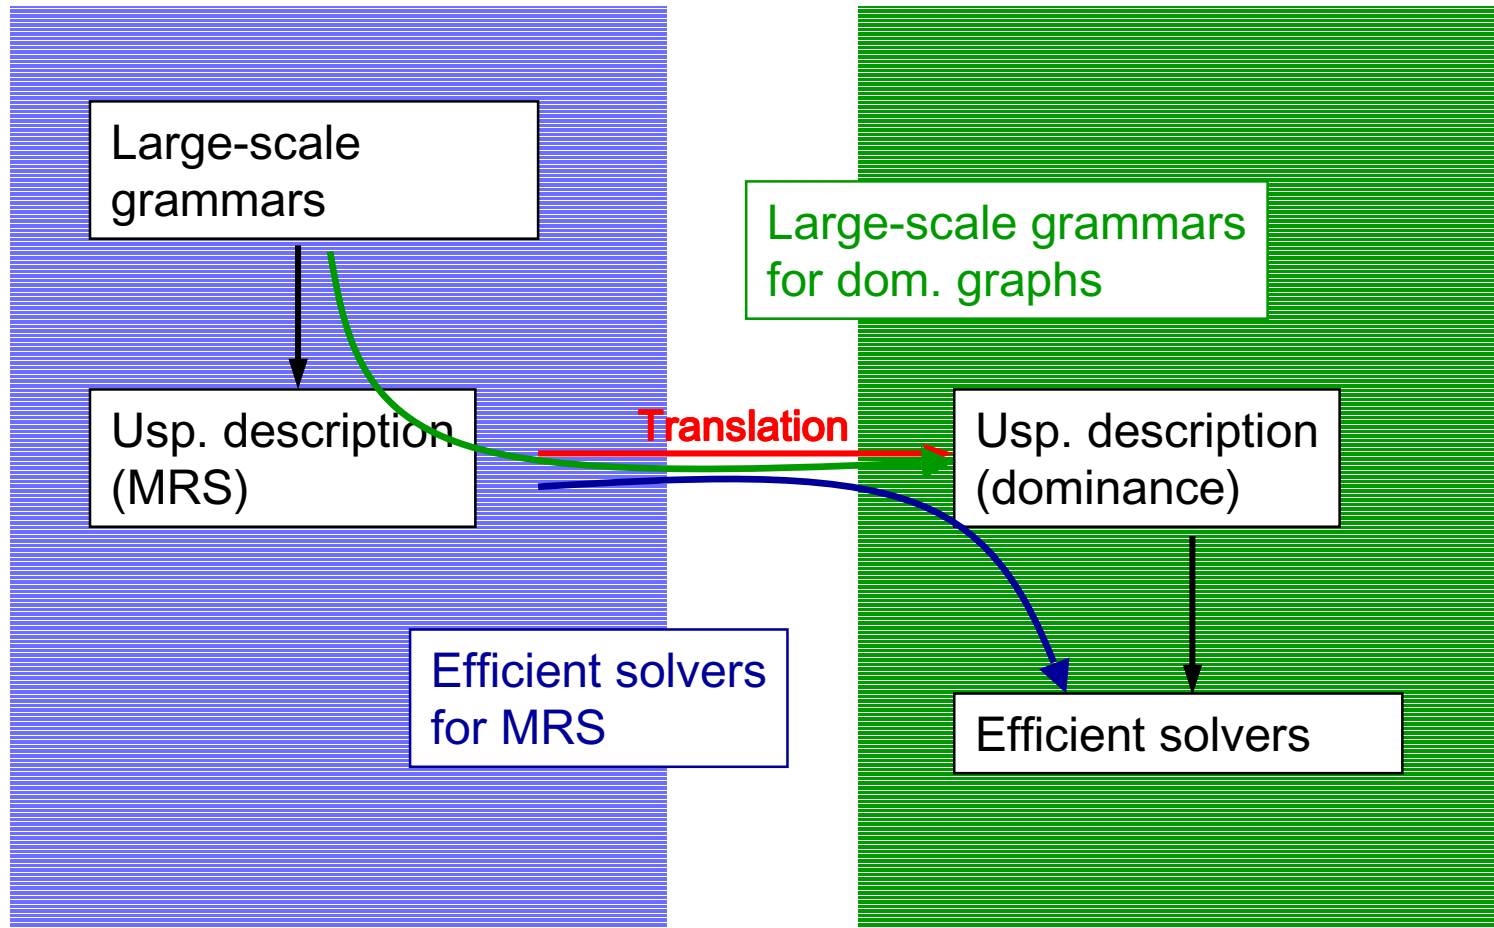 Large-scale
grammars
Large-scale grammars
for dom. graphs
Usp. description
(MRS)
Translation
Usp. description
(dominance)
Efficient solvers
for MRS
Efficient solvers